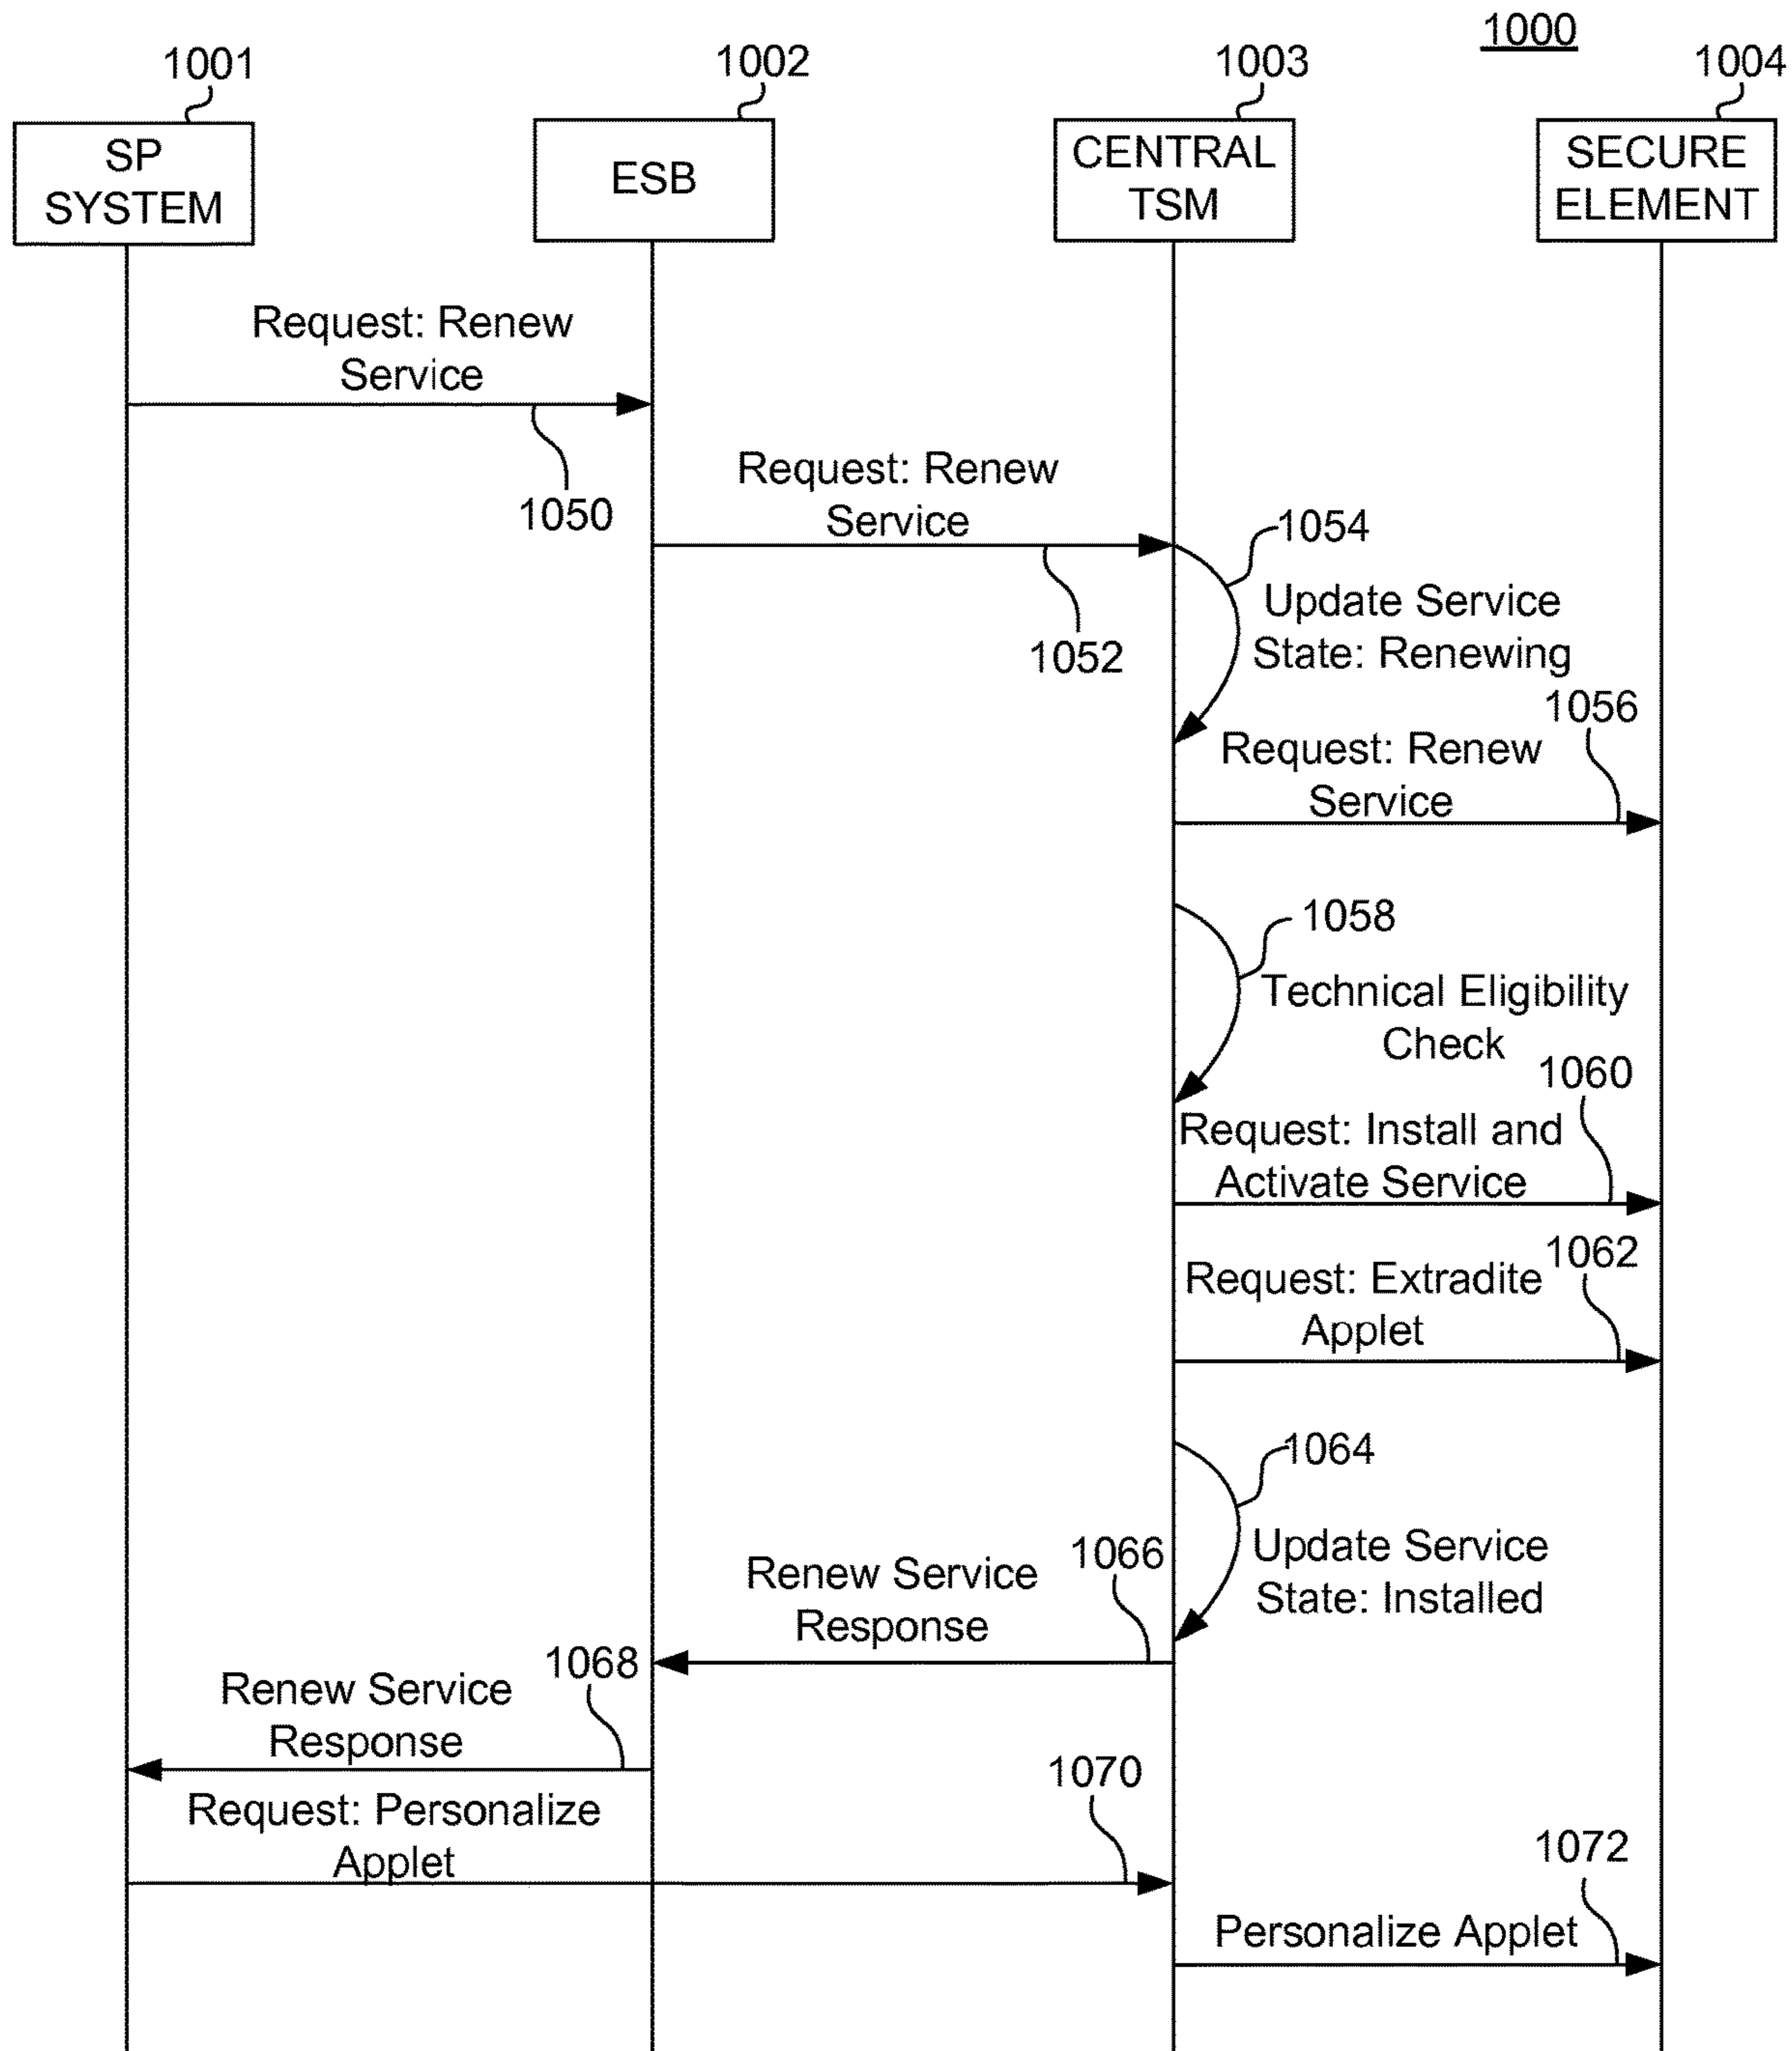 1000
1001
1002
1003
1004
SP
SYSTEM
ESB
CENTRAL
TSM
SECURE
ELEMENT
Request: Renew
Service
1050
Request: Renew
Service
1052
1054
Update Service
State: Renewing
1056
Request: Renew
Service
1058
Technical Eligibility
Check
1060
Request: Install and
Activate Service
1062
Request: Extradite
Applet
1064
Update Service
State: Installed
1066
Renew Service
Response
1068
Renew Service
Response
1070
Request: Personalize
Applet
1072
Personalize Applet